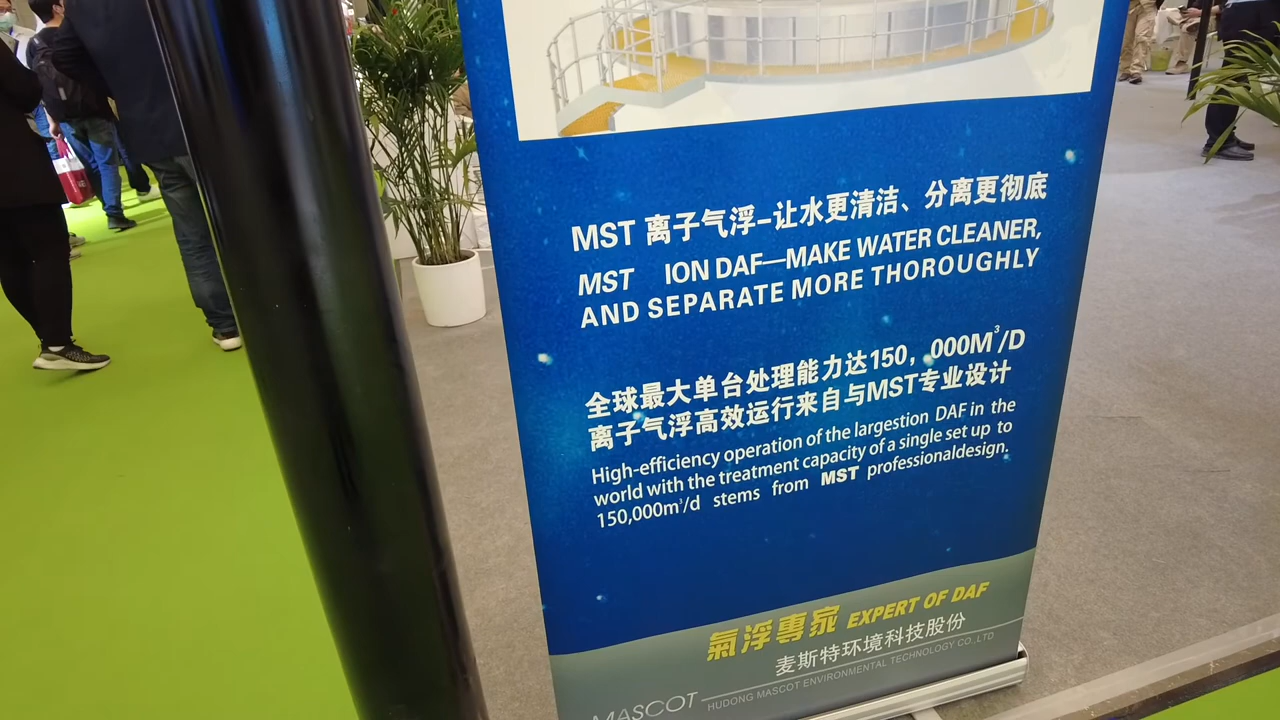 MST 离子气浮-让水更清洁、分离更彻底
MST ION DAF—MAKE WATER CLEANER,
AND SEPARATE MORE THOROUGHLY
全球最大单台处理能力达150，000M³/D
离子气浮高效运行来自与MST专业设计
High-efficiency operation of the largestion DAF in the
world with the treatment capacity of a single set up to
150,000m³/d stems from MST professionaldesign.
氣浮專家 EXPERT OF DAF
麦斯特环境科技股份
MASCOT HUDONG MASCOT ENVIRONMENTAL TECHNOLOGY CO.,LTD